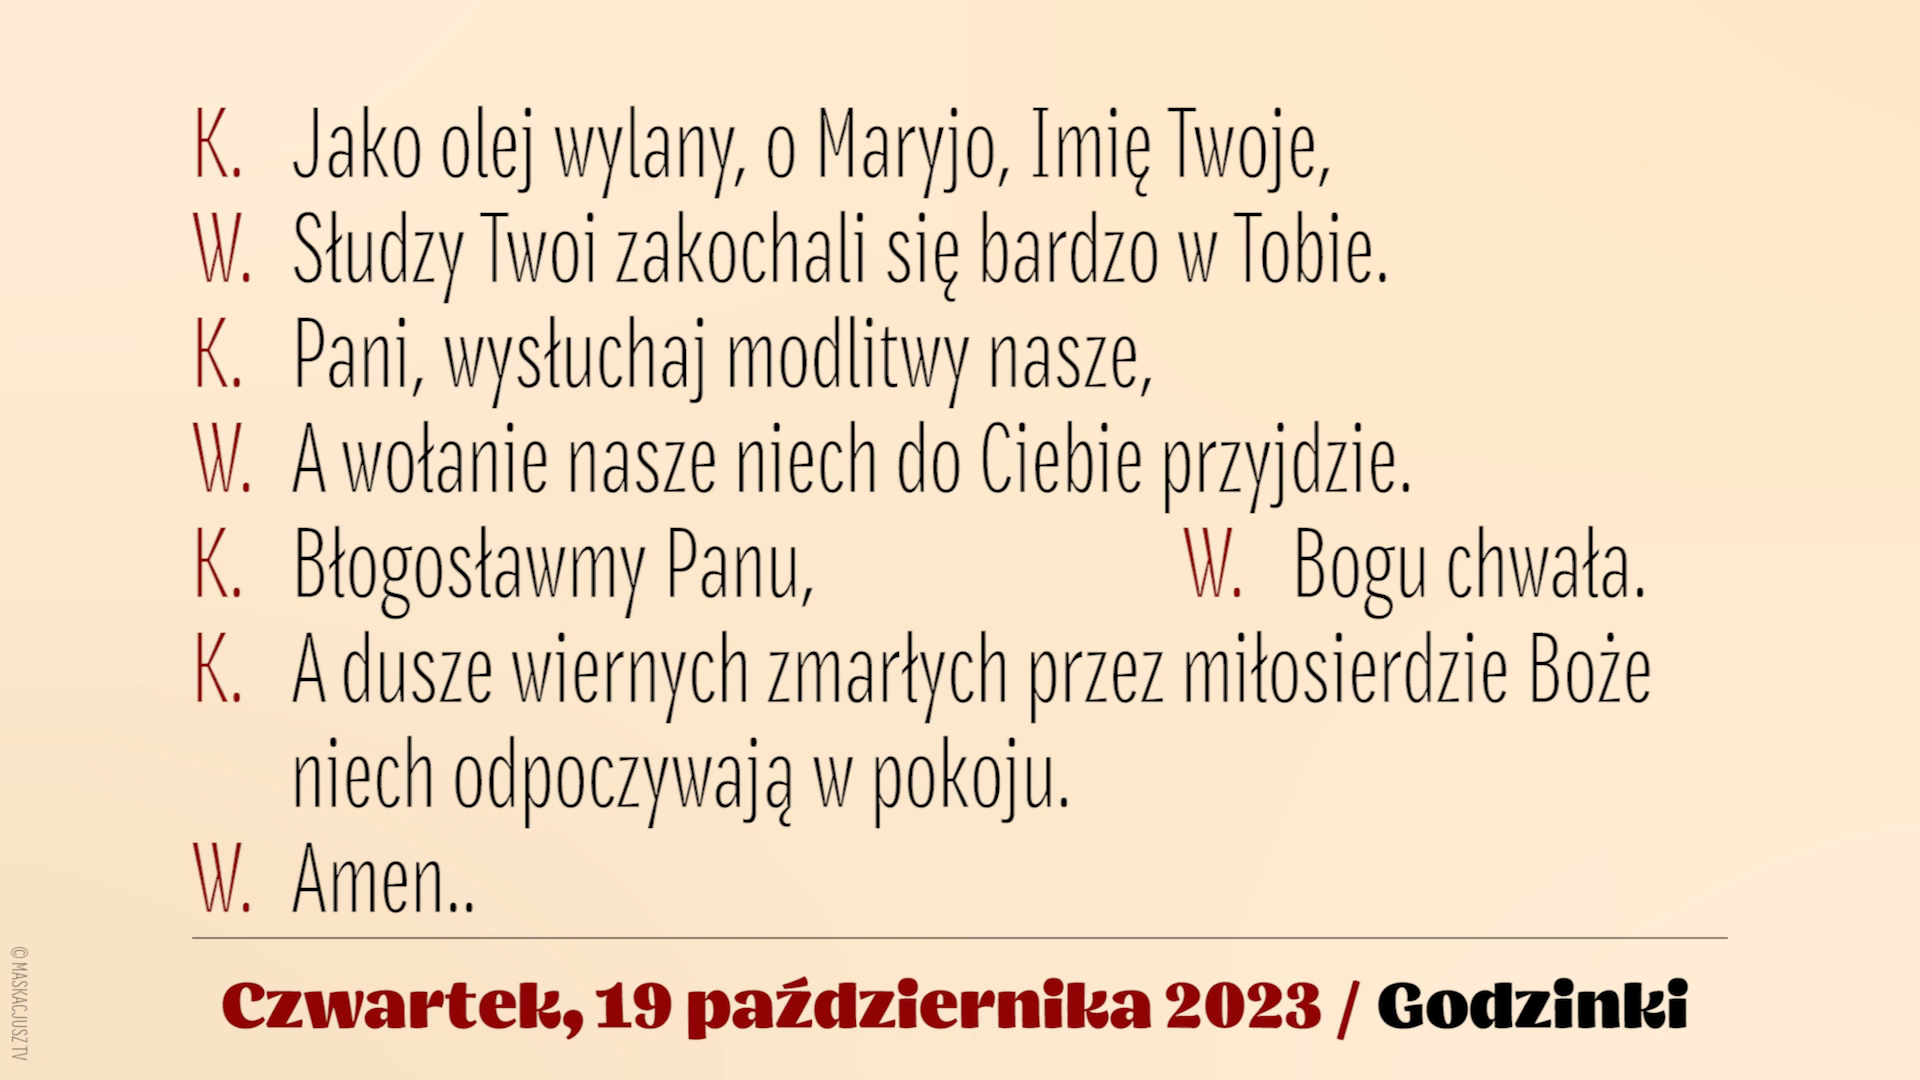 K. Jako olej wylany, o Maryjo, Imię Twoje,
W. Słudzy Twoi zakochali się bardzo w Tobie.
K. Pani, wysłuchaj modlitwy nasze,
W. A wołanie nasze niech do Ciebie przyjdzie.
K. Błogosławmy Panu, W. Bogu chwała.
K. A dusze wiernych zmarłych przez miłosierdzie Boże
niech odpoczywają w pokoju.
W. Amen..
Czwartek, 19 października 2023 / Godzinki
© MASKACJUSZ TV